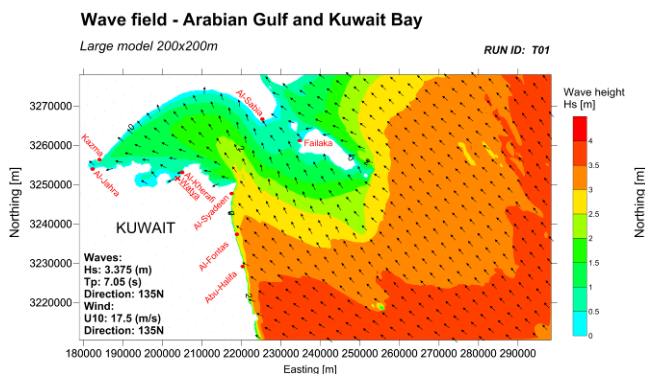 Wave field - Arabian Gulf and Kuwait Bay
Large model 200x200m
RUN ID: T01
Wave height
Hs [m]
4
3.5
3
2.5
2
1.5
1
0.5
0
Northing [m]
3270000
3260000
3250000
3240000
3230000
3220000
Northing [m]
Al-Sabia
Failaka
Kazma
Al-Jahra
Al-Kherafi
Watya
Al-Syadeen
Al-Fontas
Abu-Halifa
KUWAIT
Waves:
Hs: 3.375 (m)
Tp: 7.05 (s)
Direction: 135N
Wind:
U10: 17.5 (m/s)
Direction: 135N
180000 190000 200000 210000 220000 230000 240000 250000 260000 270000 280000 290000
Easting [m]